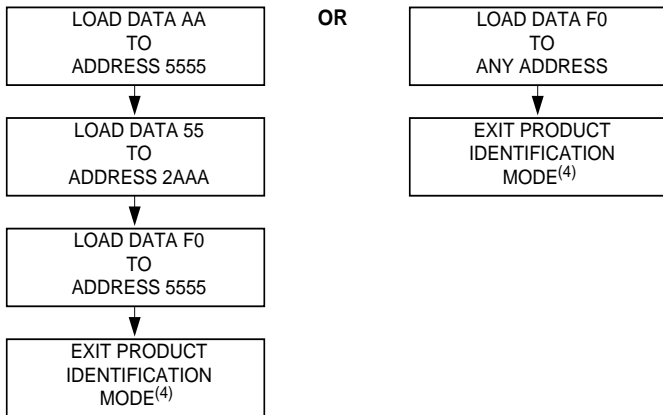 LOAD DATA AA
TO
ADDRESS 5555
LOAD DATA 55
TO
ADDRESS 2AAA
LOAD DATA F0
TO
ADDRESS 5555
EXIT PRODUCT
IDENTIFICATION
MODE(4)
OR
LOAD DATA F0
TO
ANY ADDRESS
EXIT PRODUCT
IDENTIFICATION
MODE(4)